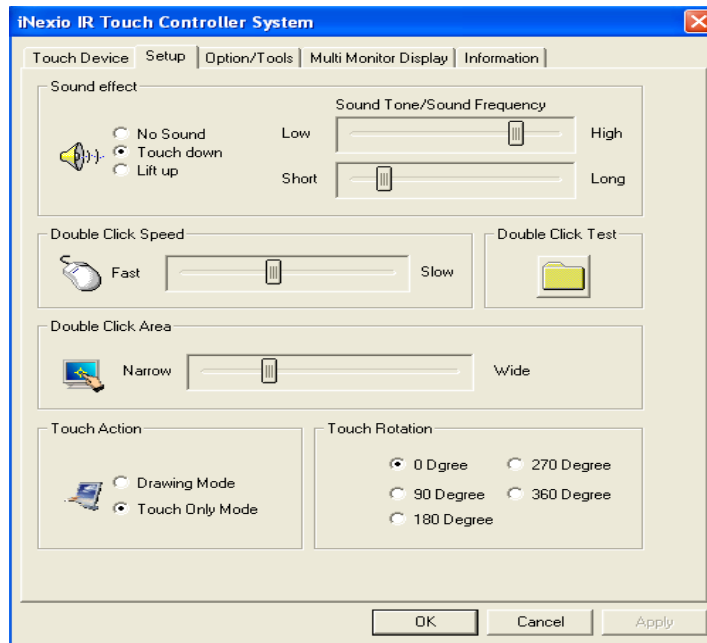 iNexio IR Touch Controller System
Touch Device Setup Option/Tools Multi Monitor Display Information
Sound effect
Sound Tone/Sound Frequency
No Sound Low High
Touch down
Lift up Short Long
Double Click Speed Double Click Test
Fast Slow
Double Click Area
Narrow Wide
Touch Action Touch Rotation
0 Dgree 270 Degree
Drawing Mode
90 Degree 360 Degree
Touch Only Mode
180 Degree
OK Cancel Apply